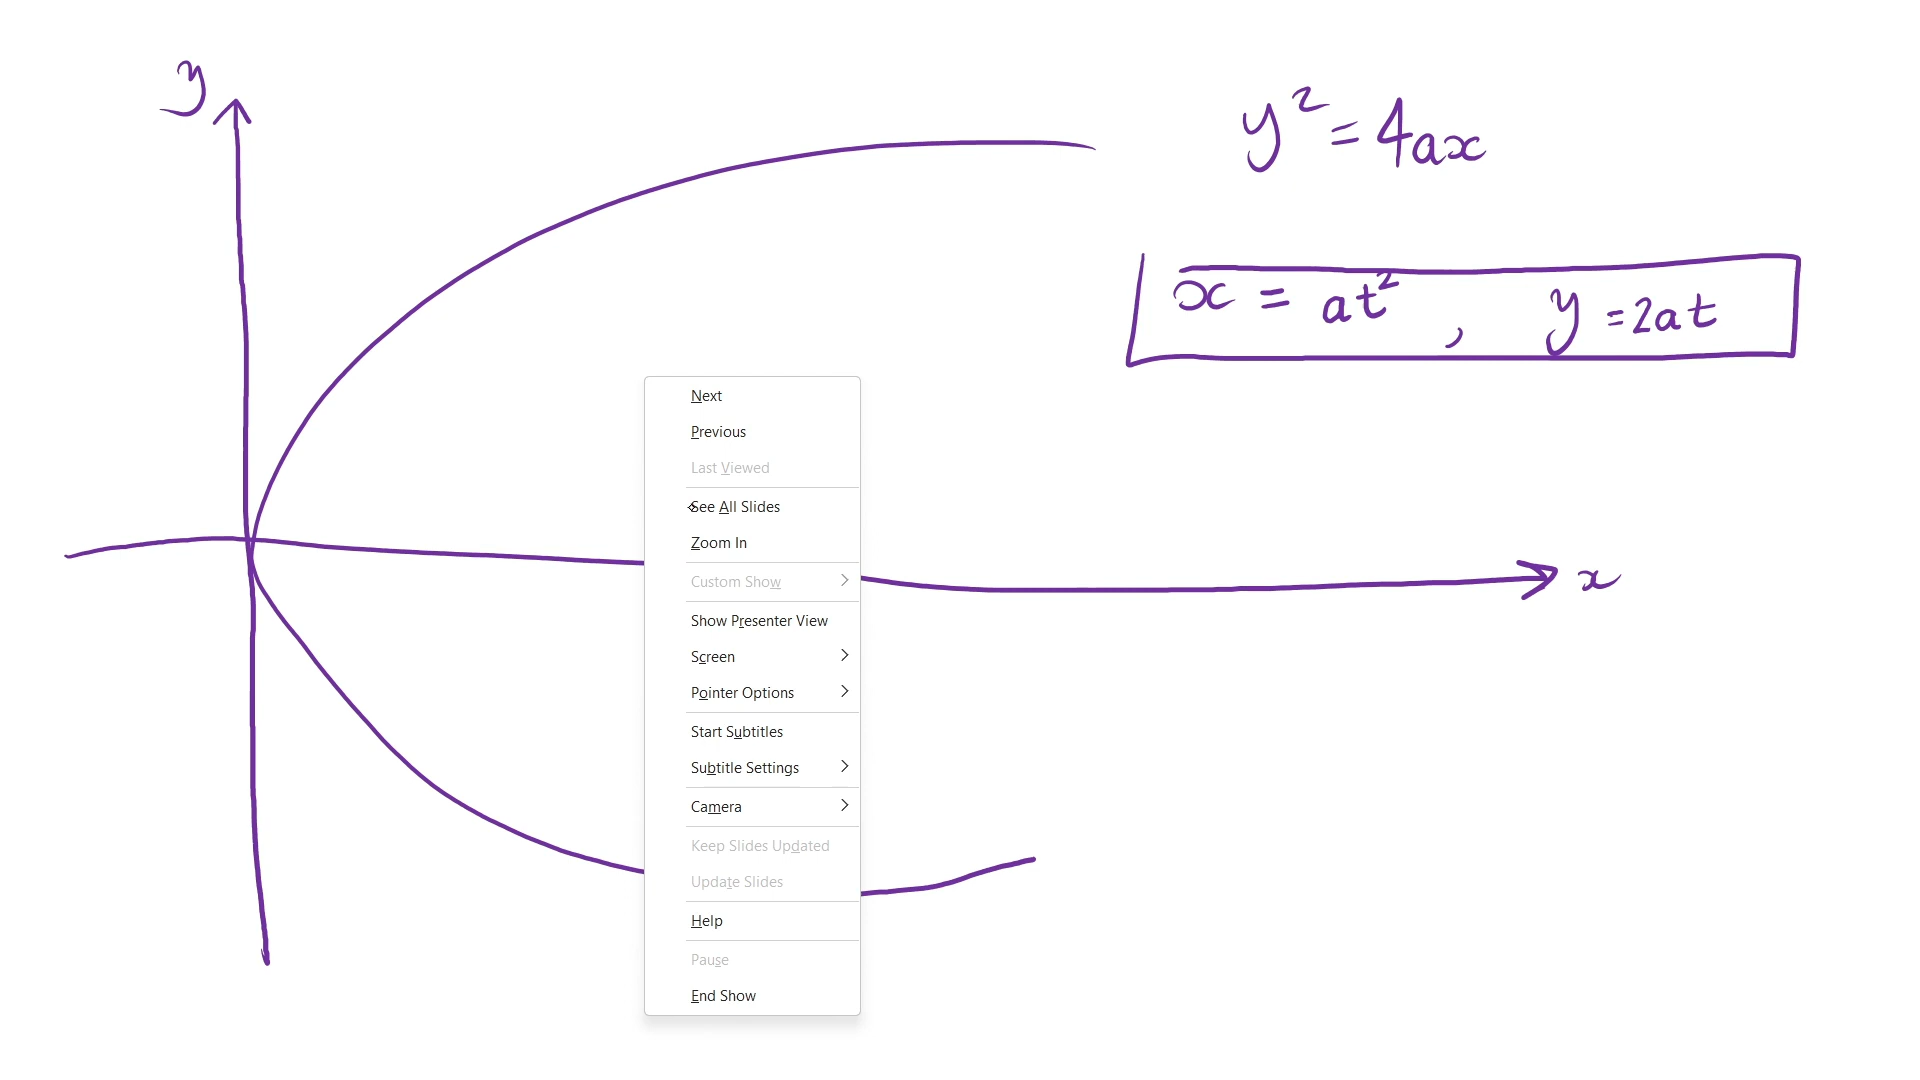 y
y² = 4ax
x = at² , y = 2at
Next
Previous
Last Viewed
See All Slides
Zoom In
Custom Show
x
Show Presenter View
Screen
Pointer Options
Start Subtitles
Subtitle Settings
Camera
Keep Slides Updated
Update Slides
Help
Pause
End Show